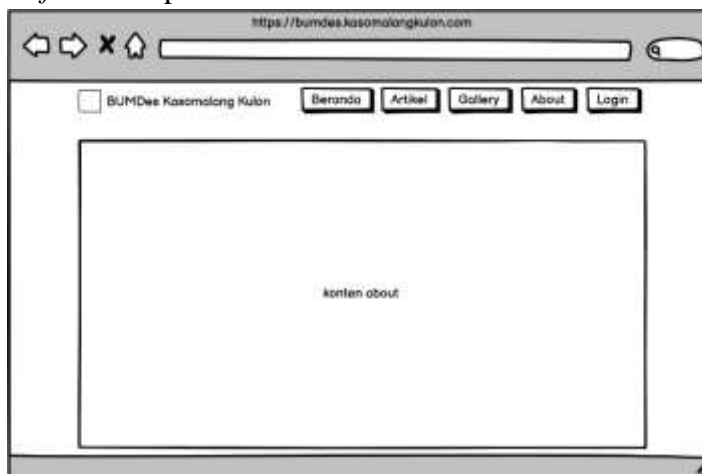 https://bumdes.kasomalangkulon.com
BUMDes Kasomalang Kulon
Beranda
Artikel
Gallery
About
Login
konten about